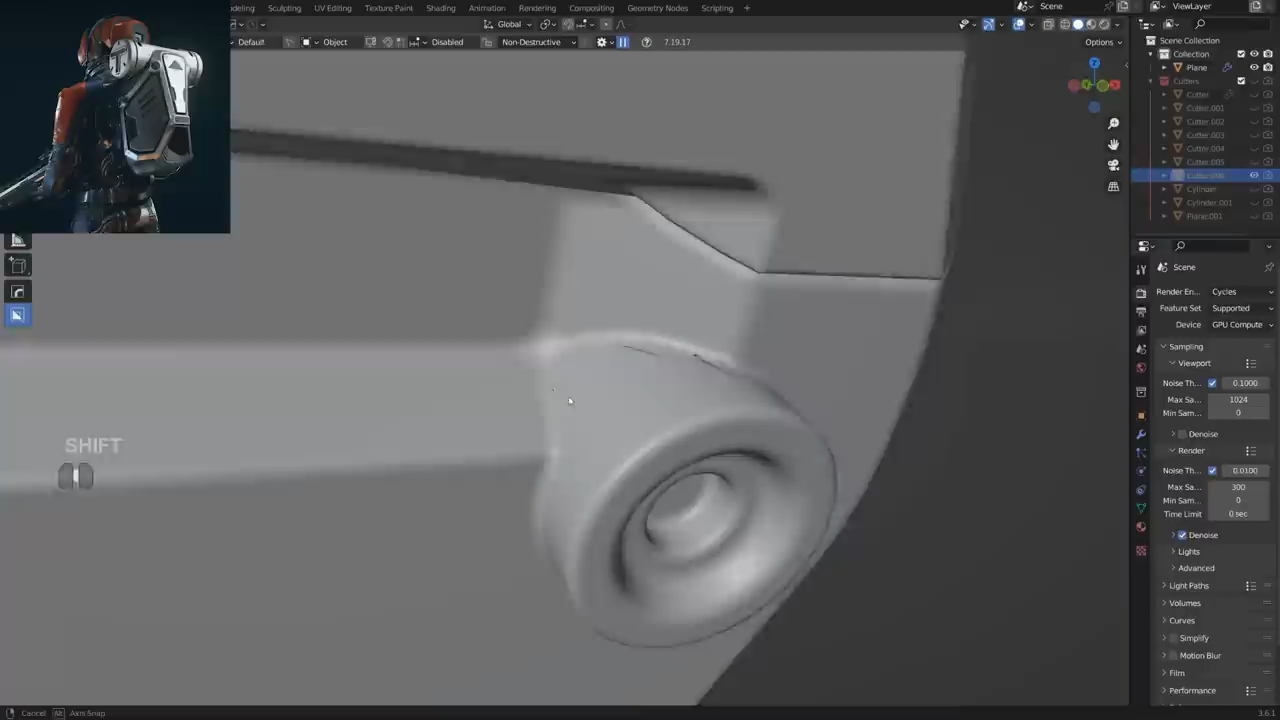 deling Sculpting UV Editing Texture Paint Shading Animation Rendering Compositing Geometry Nodes Scripting + Scene ViewLayer
Global
Default Object Disabled Non-Destructive 7.19.17 Options
Scene Collection
Collection
Plane
Cutters
Cutter
Cutter.001
Cutter.002
Cutter.003
Cutter.004
Cutter.005
Cylinder
Cylinder.001
Plane.001
Scene
Render En... Cycles
Feature Set Supported
Device GPU Compute
Sampling
Viewport
Noise Th... 0.1000
Max Sa... 1024
Min Sam... 0
Denoise
Render
Noise Th... 0.0100
Max Sa... 300
Min Sam... 0
Time Limit 0 sec
Denoise
Lights
Advanced
Light Paths
Volumes
Curves
Simplify
Motion Blur
Film
Performance
SHIFT
Cancel Alt Axis Snap 3.6.1